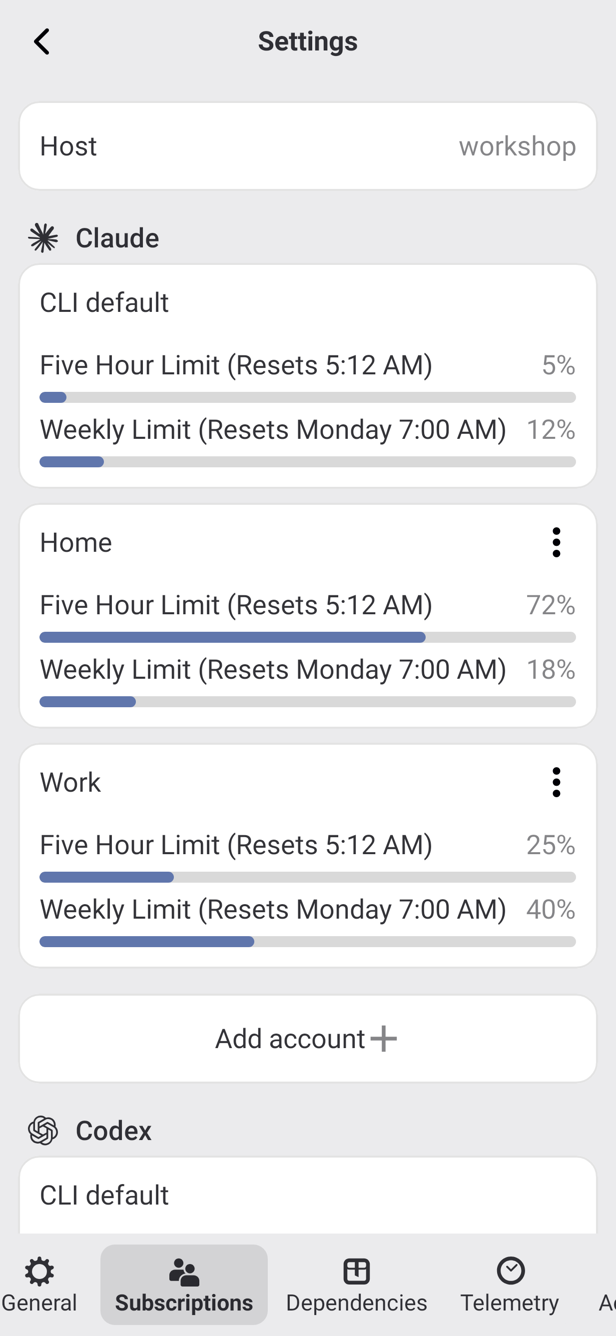 Settings
Host workshop
Claude
CLI default
Five Hour Limit (Resets 5:12 AM) 5%
Weekly Limit (Resets Monday 7:00 AM) 12%
Home
Five Hour Limit (Resets 5:12 AM) 72%
Weekly Limit (Resets Monday 7:00 AM) 18%
Work
Five Hour Limit (Resets 5:12 AM) 25%
Weekly Limit (Resets Monday 7:00 AM) 40%
Add account
Codex
CLI default
General Subscriptions Dependencies Telemetry